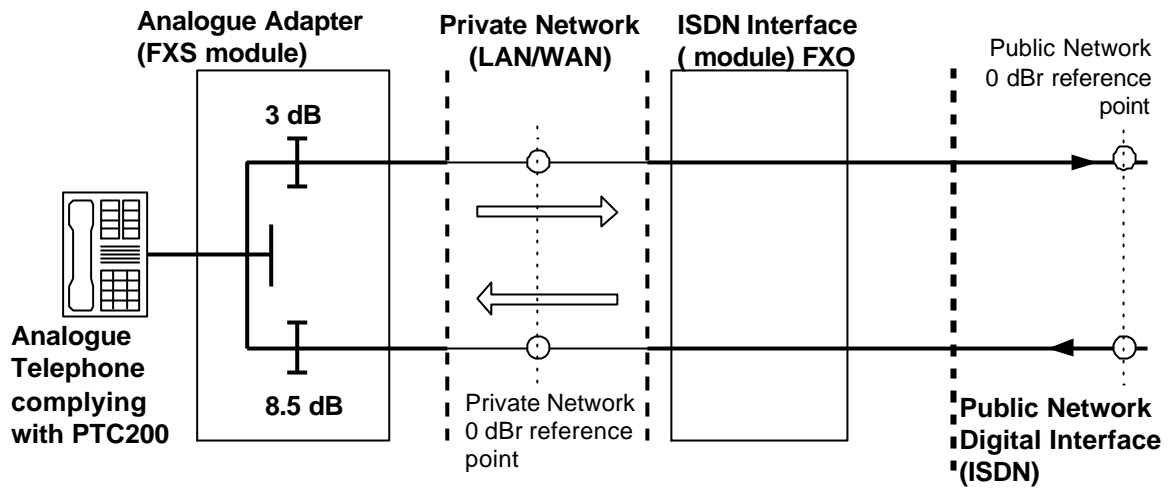 Analogue Adapter
(FXS module)
Private Network
(LAN/WAN)
ISDN Interface
( module) FXO
Public Network
0 dBr reference
point
3 dB
Analogue
Telephone
complying
with PTC200
8.5 dB
Private Network
0 dBr reference
point
Public Network
Digital Interface
(ISDN)